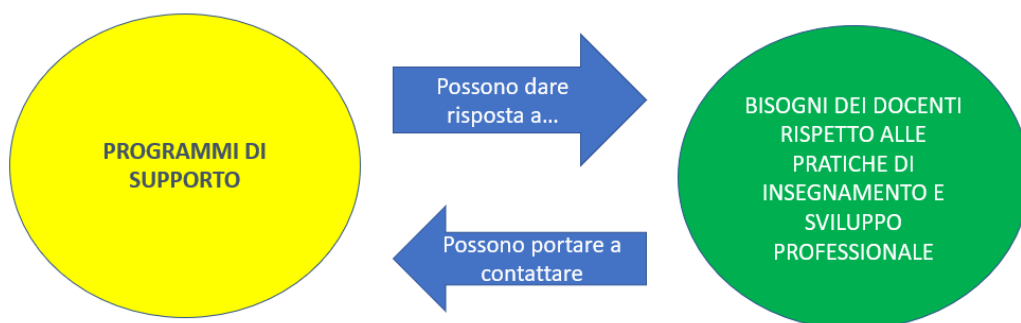 PROGRAMMI DI
SUPPORTO
Possono dare
risposta a...
Possono portare a
contattare
BISOGNI DEI DOCENTI
RISPETTO ALLE
PRATICHE DI
INSEGNAMENTO E
SVILUPPO
PROFESSIONALE